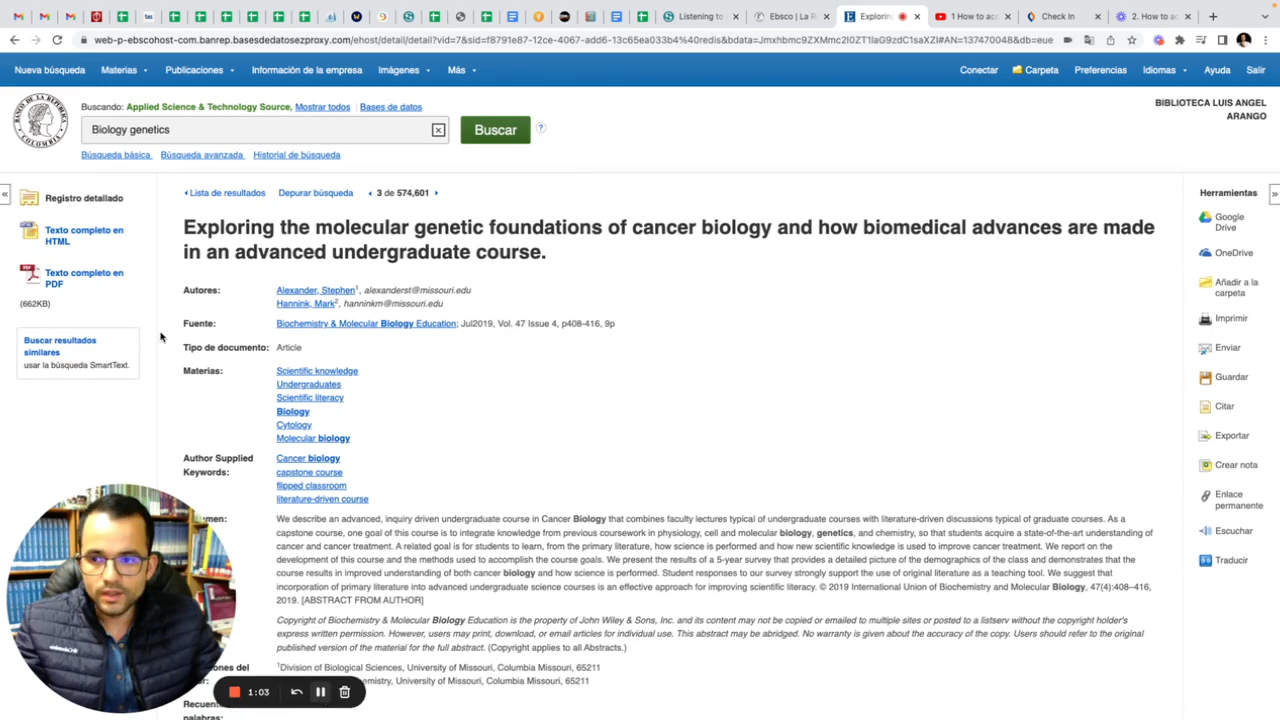 Listening to
Ebsco | La R
Exploring
1 How to ac
Check In
2. How to a
web-p-ebscohost-com.banrep.basesdedatosezproxy.com/ehost/detail/detail?vid=7&sid=f8791e87-12ce-4067-add6-13c65ea033b4%40redis&bdata=Jmxhbmc9ZXMmc2l0ZT1laG9zdC1saXZl#AN=137470048&db=eue
Nueva búsqueda Materias Publicaciones Información de la empresa Imágenes Más Conectar Carpeta Preferencias Idiomas Ayuda Salir
Buscando: Applied Science & Technology Source, Mostrar todos | Bases de datos
Biology genetics
Buscar
Búsqueda básica Búsqueda avanzada Historial de búsqueda
BIBLIOTECA LUIS ANGEL
ARANGO
Registro detallado
Texto completo en
HTML
Texto completo en
PDF
(662KB)
Buscar resultados
similares
usar la búsqueda SmartText.
Lista de resultados Depurar búsqueda 3 de 574,601
Exploring the molecular genetic foundations of cancer biology and how biomedical advances are made
in an advanced undergraduate course.
Autores: Alexander, Stephen1, alexanderst@missouri.edu
Hannink, Mark2, hanninkm@missouri.edu
Fuente: Biochemistry & Molecular Biology Education; Jul2019, Vol. 47 Issue 4, p408-416, 9p
Tipo de documento: Article
Materias: Scientific knowledge
Undergraduates
Scientific literacy
Biology
Cytology
Molecular biology
Author Supplied Cancer biology
Keywords: capstone course
flipped classroom
literature-driven course
We describe an advanced, inquiry driven undergraduate course in Cancer Biology that combines faculty lectures typical of undergraduate courses with literature-driven discussions typical of graduate courses. As a
capstone course, one goal of this course is to integrate knowledge from previous coursework in physiology, cell and molecular biology, genetics, and chemistry, so that students acquire a state-of-the-art understanding
of cancer and cancer treatment. A related goal is for students to learn, from the primary literature, how science is performed and how new scientific knowledge is used to improve cancer treatment. We report on the
development of this course and the methods used to accomplish the course goals. We present the results of a 5-year survey that provides a detailed picture of the demographics of the class and demonstrates that the
course results in improved understanding of both cancer biology and how science is performed. Student responses to our survey strongly support the use of original literature as a teaching tool. We suggest that
incorporation of primary literature into advanced undergraduate science courses is an effective approach for improving scientific literacy. © 2019 International Union of Biochemistry and Molecular Biology, 47(4):408–416,
2019. [ABSTRACT FROM AUTHOR]
Copyright of Biochemistry & Molecular Biology Education is the property of John Wiley & Sons, Inc. and its content may not be copied or emailed to multiple sites or posted to a listserv without the copyright holder's
express written permission. However, users may print, download, or email articles for individual use. This abstract may be abridged. No warranty is given about the accuracy of the copy. Users should refer to the original
published version of the material for the full abstract. (Copyright applies to all Abstracts.)
1Division of Biological Sciences, University of Missouri, Columbia Missouri, 65211
University of Missouri, Columbia Missouri, 65211
1:03
Herramientas
Google
Drive
OneDrive
Añadir a la
carpeta
Imprimir
Enviar
Guardar
Citar
Exportar
Crear nota
Enlace
permanente
Escuchar
Traducir